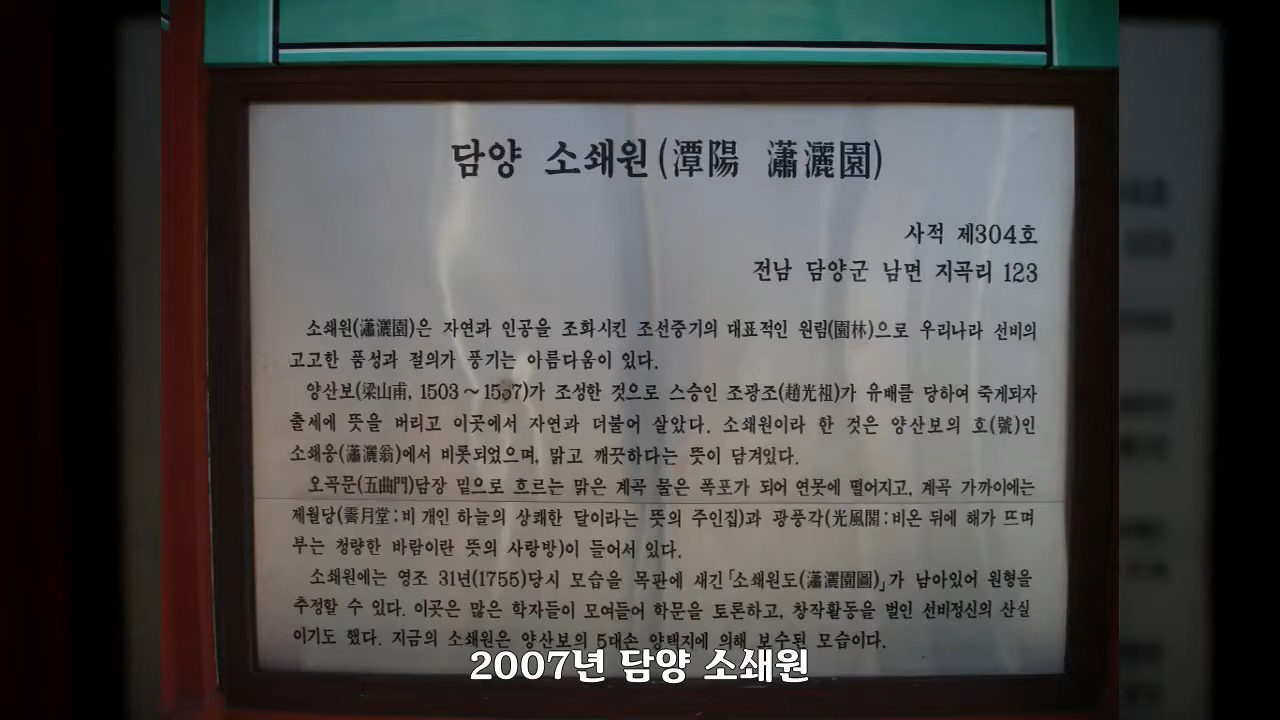 담양 소쇄원(潭陽 瀟灑園)
사적 제304호
전남 담양군 남면 지곡리 123
소쇄원(瀟灑園)은 자연과 인공을 조화시킨 조선중기의 대표적인 원림(園林)으로 우리나라 선비의
고고한 품성과 절의가 풍기는 아름다움이 있다.
양산보(梁山甫, 1503 ~ 1557)가 조성한 것으로 스승인 조광조(趙光祖)가 유배를 당하여 죽게되자
출세에 뜻을 버리고 이곳에서 자연과 더불어 살았다. 소쇄원이라 한 것은 양산보의 호(號)인
소쇄옹(瀟灑翁)에서 비롯되었으며, 맑고 깨끗하다는 뜻이 담겨있다.
오곡문(五曲門)담장 밑으로 흐르는 맑은 계곡 물은 폭포가 되어 연못에 떨어지고, 계곡 가까이에는
제월당(霽月堂:비 개인 하늘의 상쾌한 달이라는 뜻의 주인집)과 광풍각(光風閣:비온 뒤에 해가 뜨며
부는 청량한 바람이란 뜻의 사랑방)이 들어서 있다.
소쇄원에는 영조 31년(1755)당시 모습을 목판에 새긴「소쇄원도(瀟灑園圖)」가 남아있어 원형을
추정할 수 있다. 이곳은 많은 학자들이 모여들어 학문을 토론하고, 창작활동을 벌인 선비정신의 산실
이기도 했다. 지금의 소쇄원은 양산보의 5대손 양택지에 의해 보수된 모습이다.
2007년 담양 소쇄원